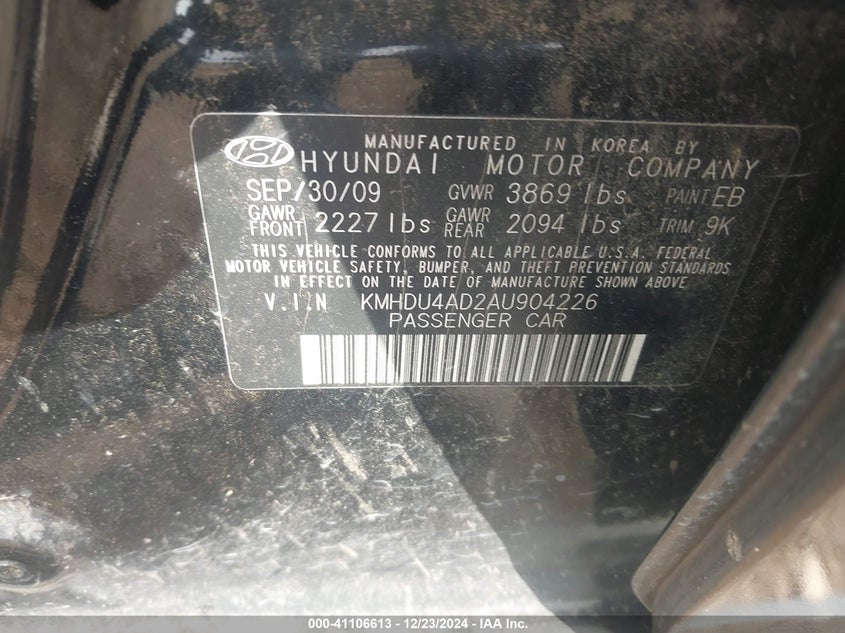 MANUFACTURED IN KOREA BY
HYUNDAI MOTOR COMPANY
SEP/30/09 GVWR 3869 lbs PAINT EB
GAWR FRONT 2227 lbs GAWR REAR 2094 lbs TRIM 9K
THIS VEHICLE CONFORMS TO ALL APPLICABLE U.S.A. FEDERAL
MOTOR VEHICLE SAFETY, BUMPER, AND THEFT PREVENTION STANDARDS
IN EFFECT ON THE DATE OF MANUFACTURE SHOWN ABOVE
V.I.N KMHDU4AD2AU904226
PASSENGER CAR
000-41106613 - 12/23/2024 - IAA Inc.